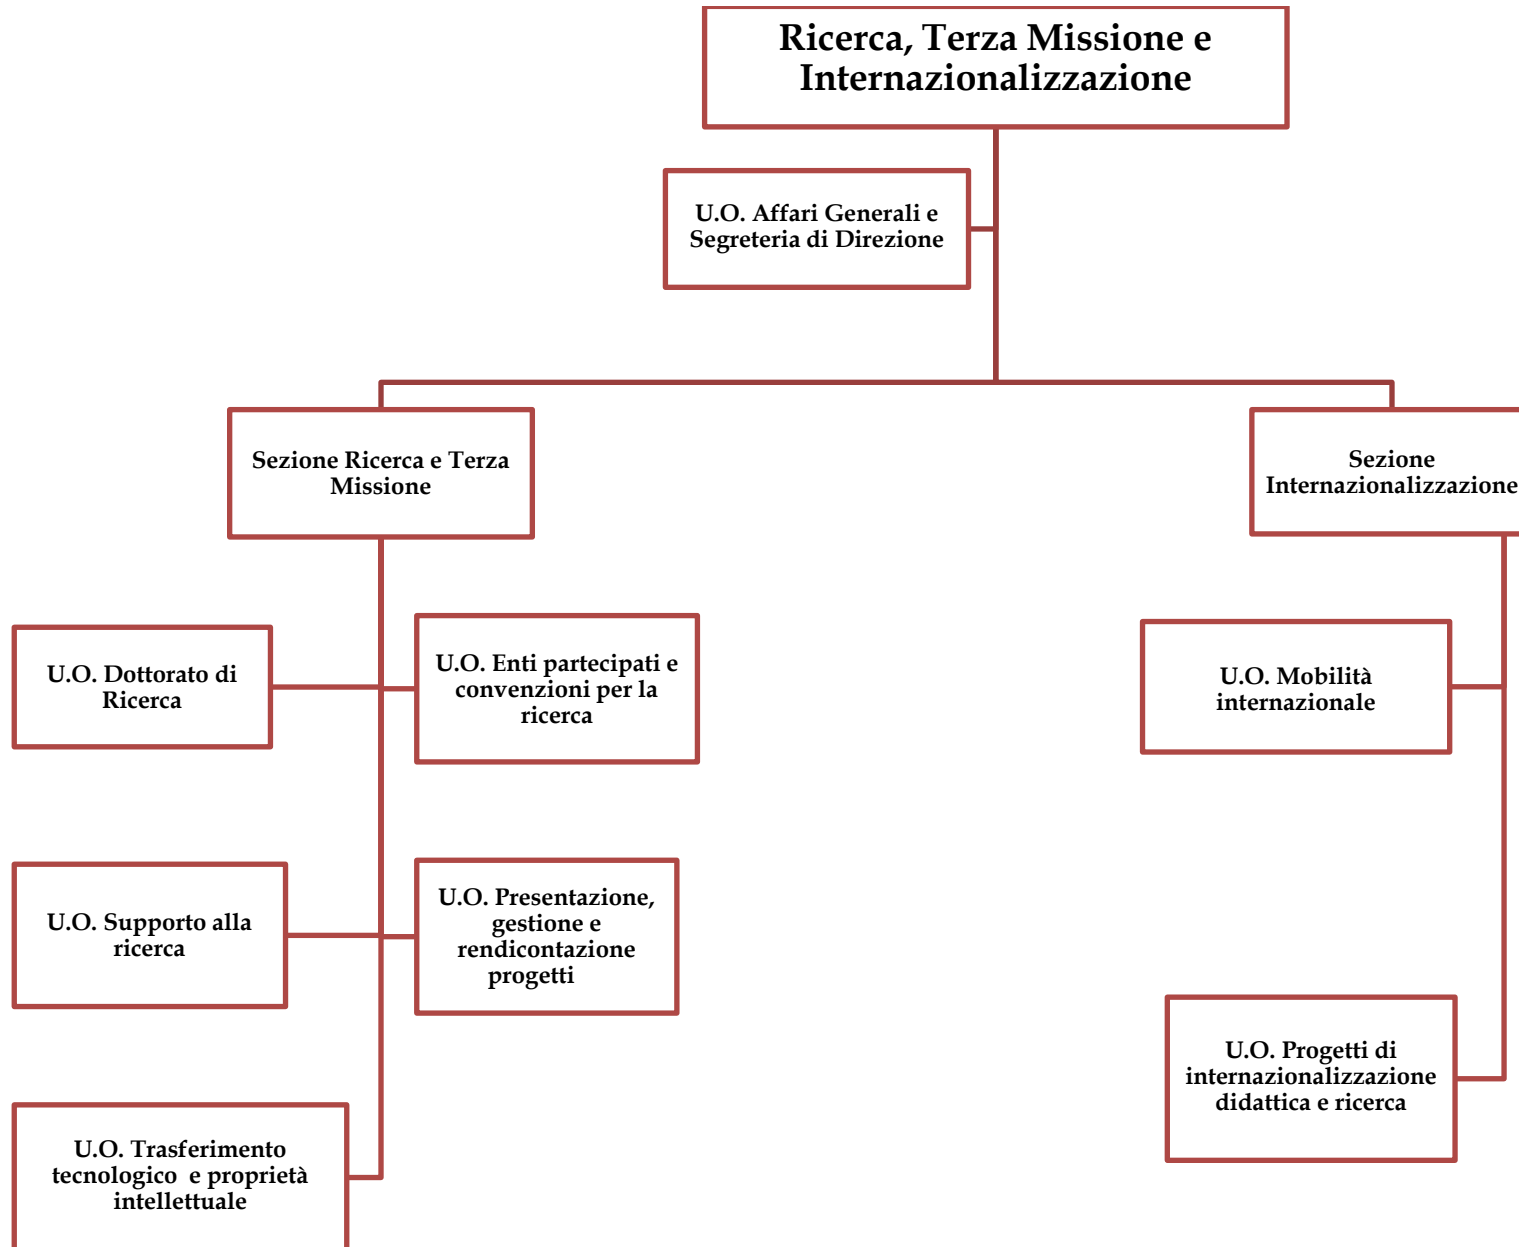 Ricerca, Terza Missione e
Internazionalizzazione
U.O. Affari Generali e
Segreteria di Direzione
Sezione Ricerca e Terza
Missione
Sezione
Internazionalizzazione
U.O. Dottorato di
Ricerca
U.O. Enti partecipati e
convenzioni per la
ricerca
U.O. Mobilità
internazionale
U.O. Supporto alla
ricerca
U.O. Presentazione,
gestione e
rendicontazione
progetti
U.O. Progetti di
internazionalizzazione
didattica e ricerca
U.O. Trasferimento
tecnologico e proprietà
intellettuale